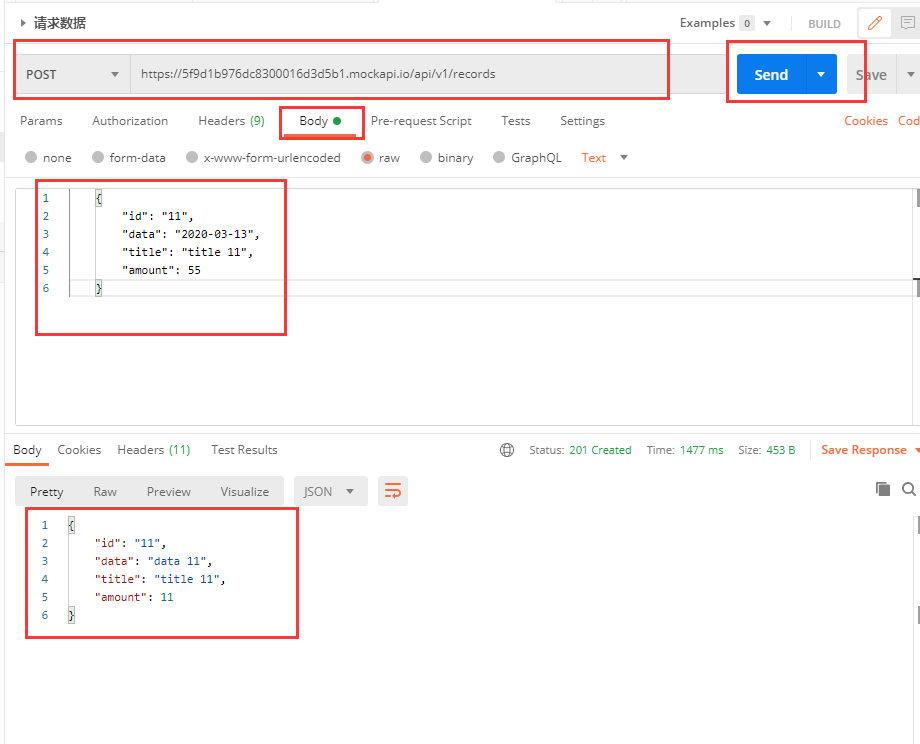 请求数据 Examples 0 BUILD
POST https://5f9d1b976dc8300016d3d5b1.mockapi.io/api/v1/records Send Save
Params Authorization Headers (9) Body Pre-request Script Tests Settings Cookies Cod
none form-data x-www-form-urlencoded raw binary GraphQL Text
1 {
2 "id": "11",
3 "data": "2020-03-13",
4 "title": "title 11",
5 "amount": 55
6 }
Body Cookies Headers (11) Test Results Status: 201 Created Time: 1477 ms Size: 453 B Save Response
Pretty Raw Preview Visualize JSON
1 {
2 "id": "11",
3 "data": "data 11",
4 "title": "title 11",
5 "amount": 11
6 }